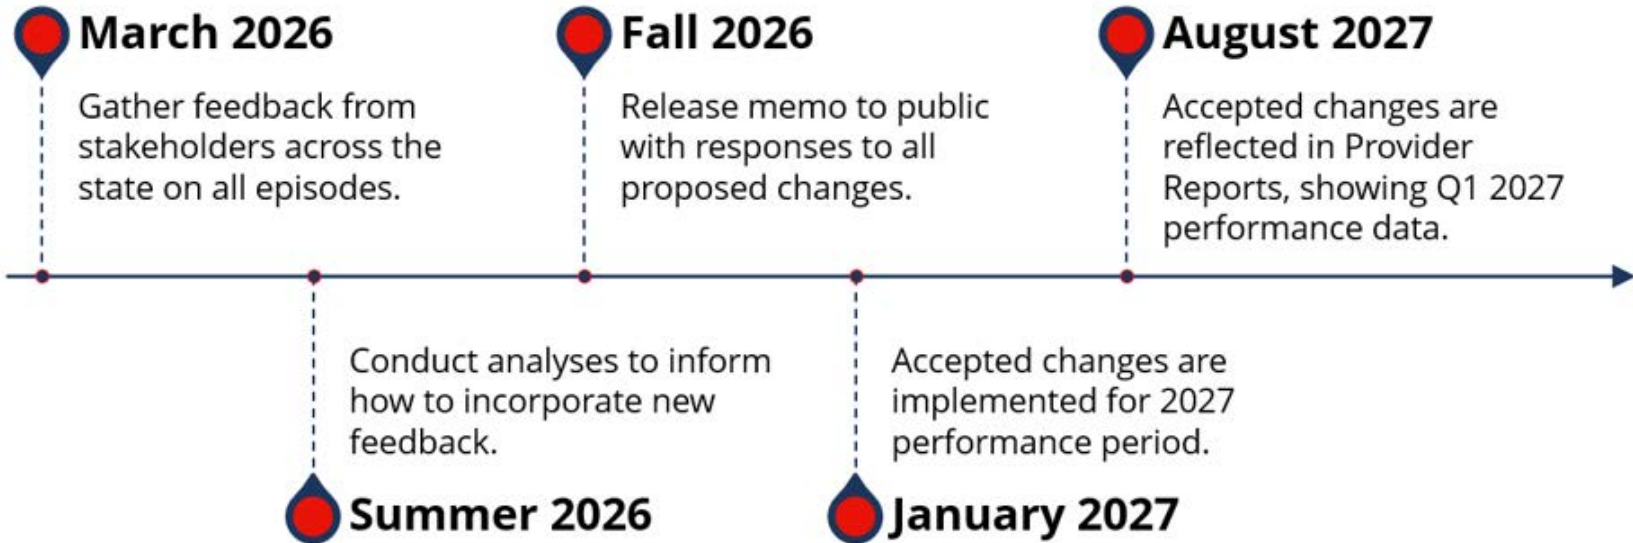 March 2026
Gather feedback from
stakeholders across the
state on all episodes.
Summer 2026
Conduct analyses to inform
how to incorporate new
feedback.
Fall 2026
Release memo to public
with responses to all
proposed changes.
January 2027
Accepted changes are
implemented for 2027
performance period.
August 2027
Accepted changes are
reflected in Provider
Reports, showing Q1 2027
performance data.